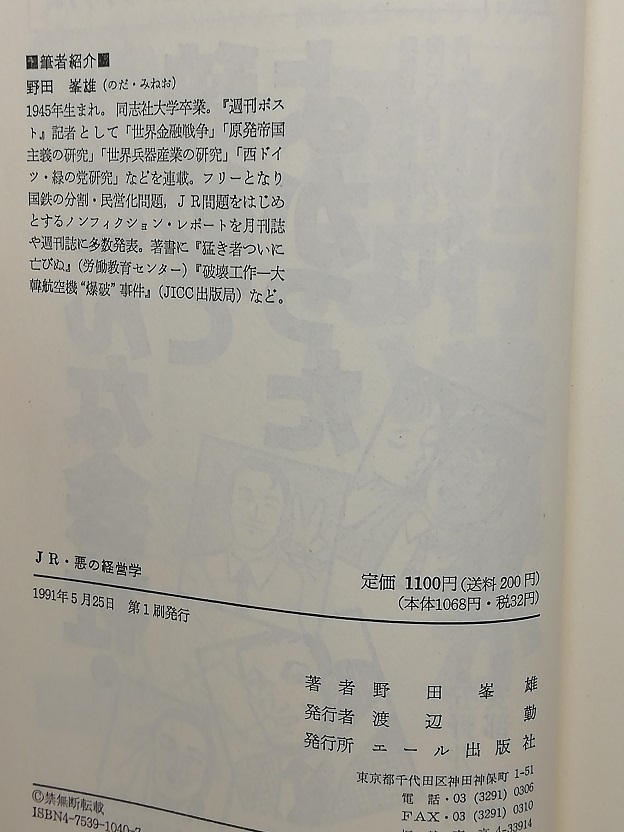 筆者紹介
野田　峯雄（のだ・みねお）
1945年生まれ。同志社大学卒業。『週刊ポス
ト』記者として「世界金融戦争」「原発帝国
主義の研究」「世界兵器産業の研究」「西ドイ
ツ・緑の党研究」などを連載。フリーとなり
国鉄の分割・民営化問題，ＪＲ問題をはじめ
とするノンフィクション・レポートを月刊誌
や週刊誌に多数発表。著書に『猛き者ついに
亡びぬ』（労働教育センター）『破壊工作―大
韓航空機“爆破”事件』（JICC出版局）など。
ＪＲ・悪の経営学
定価 1100円（送料200円）
（本体1068円・税32円）
1991年5月25日　第1刷発行
著　者　野　田　峯　雄
発行者　渡　辺　　　勤
発行所　エール出版社
東京都千代田区神田神保町 1-51
電　話・03 (3291) 0306
ＦＡＸ・03 (3291) 0310
4-33914
©禁無断転載
ISBN4-7539-1040-7